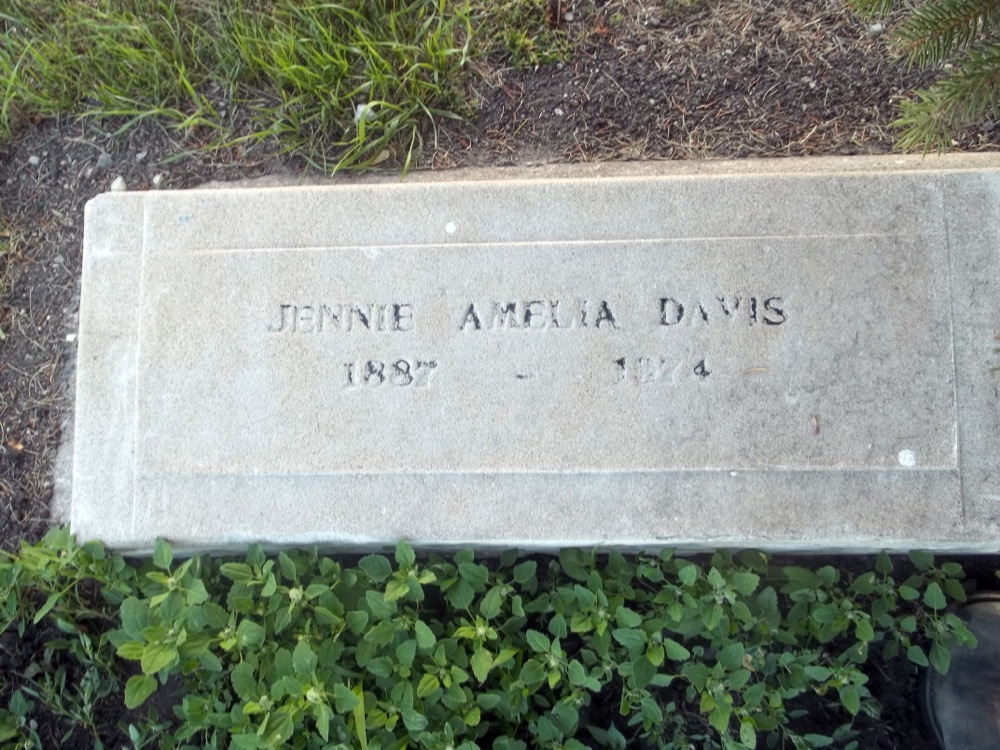 JENNIE AMELIA DAVIS
1887 - 1974